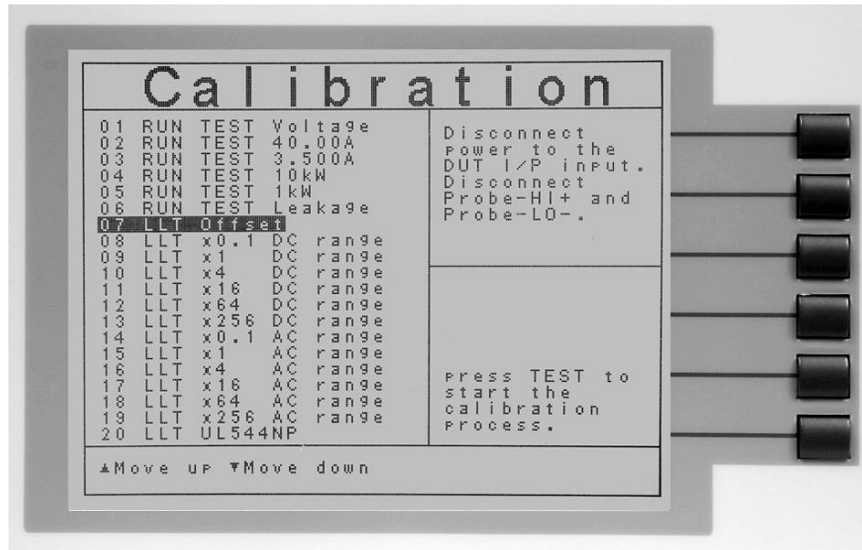 Calibration
01 RUN TEST Voltage
02 RUN TEST 40.00A
03 RUN TEST 3.500A
04 RUN TEST 10kW
05 RUN TEST 1kW
06 RUN TEST Leakage
07 LLT Offset
08 LLT x0.1 DC range
09 LLT x1 DC range
10 LLT x4 DC range
11 LLT x16 DC range
12 LLT x64 DC range
13 LLT x256 DC range
14 LLT x0.1 AC range
15 LLT x1 AC range
16 LLT x4 AC range
17 LLT x16 AC range
18 LLT x64 AC range
19 LLT x256 AC range
20 LLT UL544NP
Disconnect
power to the
DUT I/P input.
Disconnect
Probe-HI+ and
Probe-LO-.
press TEST to
start the
calibration
process.
▲Move up ▼Move down